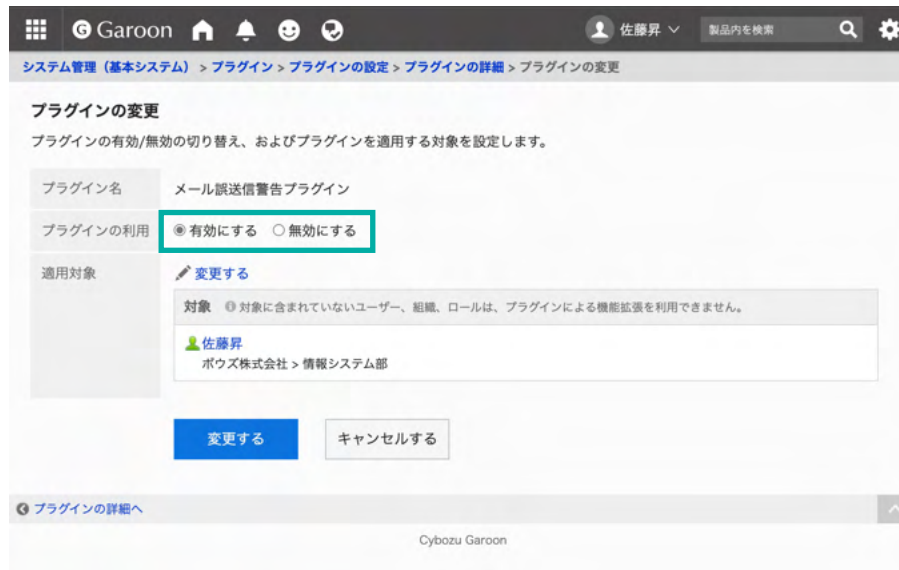 Garoon 佐藤昇 製品内を検索
システム管理（基本システム） > プラグイン > プラグインの設定 > プラグインの詳細 > プラグインの変更
プラグインの変更
プラグインの有効/無効の切り替え、およびプラグインを適用する対象を設定します。
プラグイン名 メール誤送信警告プラグイン
プラグインの利用 有効にする 無効にする
適用対象 変更する
対象 対象に含まれていないユーザー、組織、ロールは、プラグインによる機能拡張を利用できません。
佐藤昇
ボウズ株式会社 > 情報システム部
変更する キャンセルする
プラグインの詳細へ
Cybozu Garoon